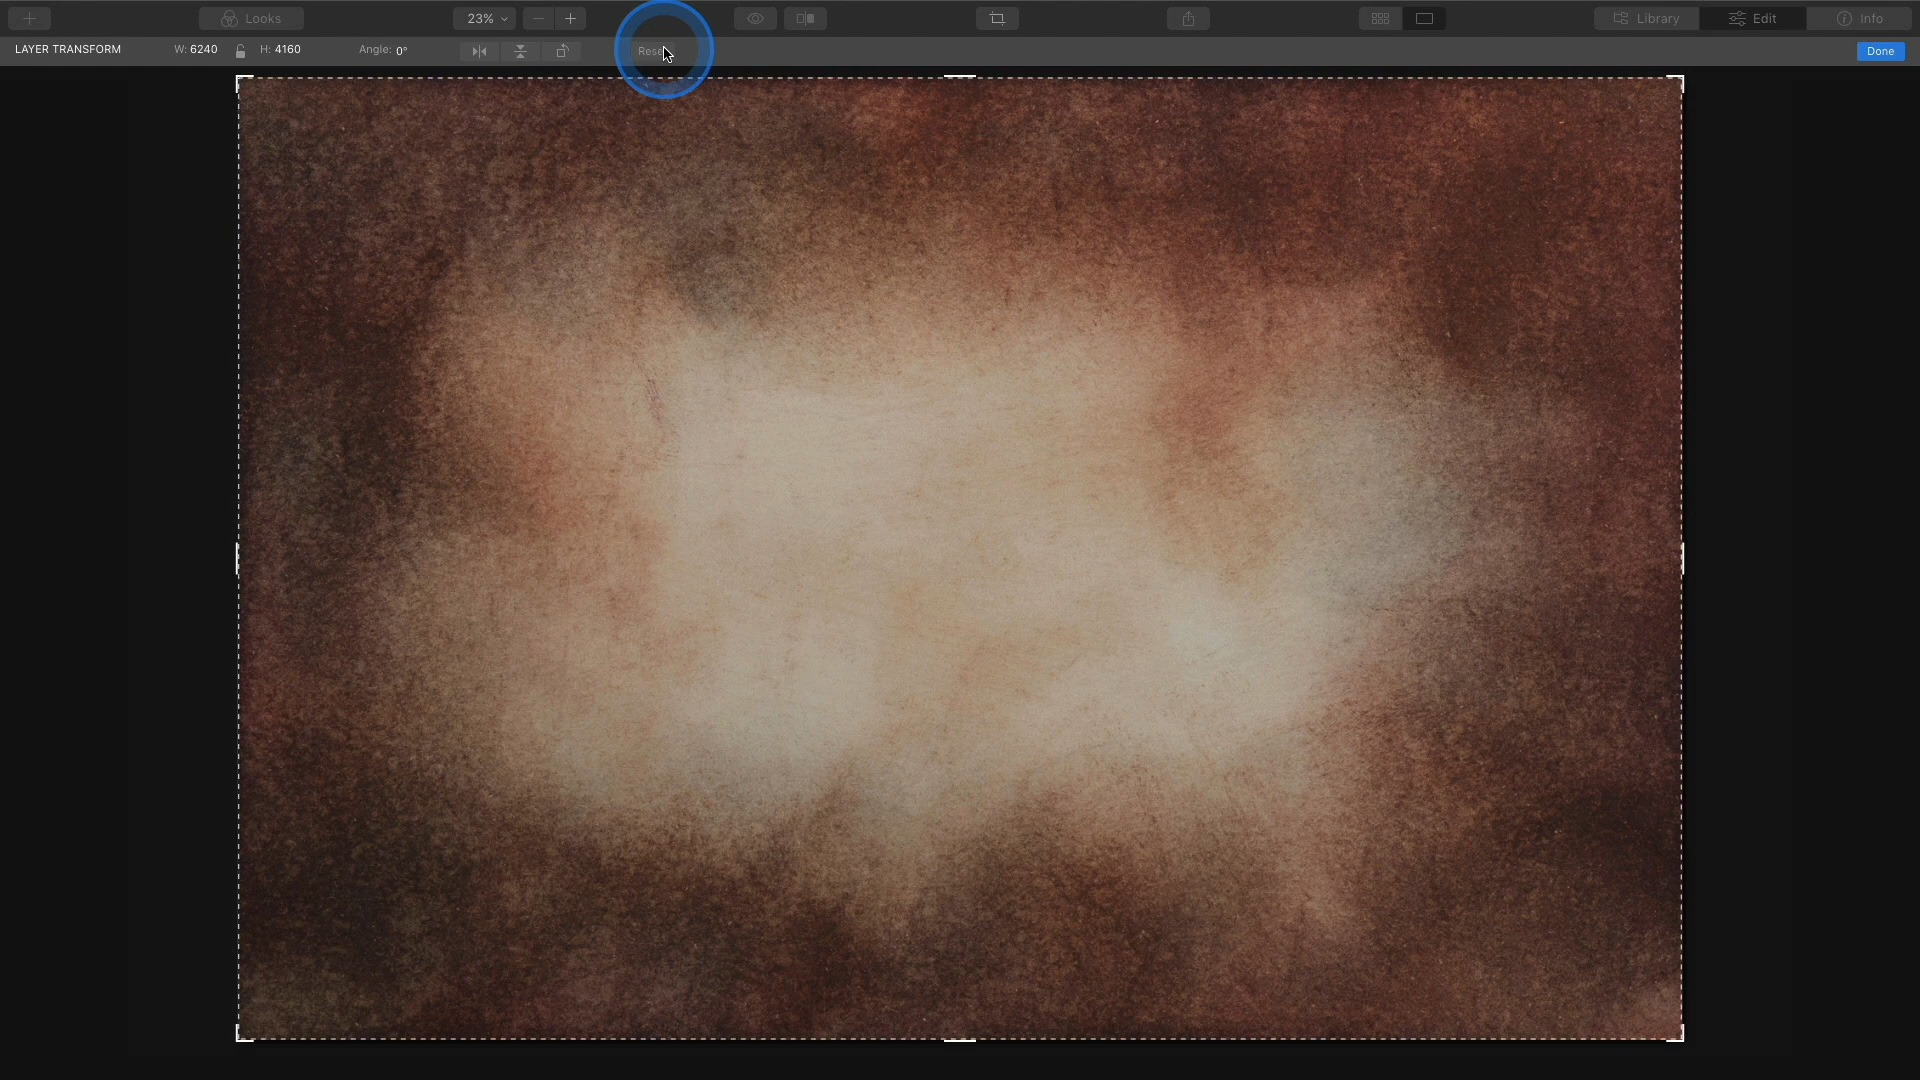 Looks
23%
Library
Edit
Info
LAYER TRANSFORM
W: 6240
H: 4160
Angle: 0°
Done